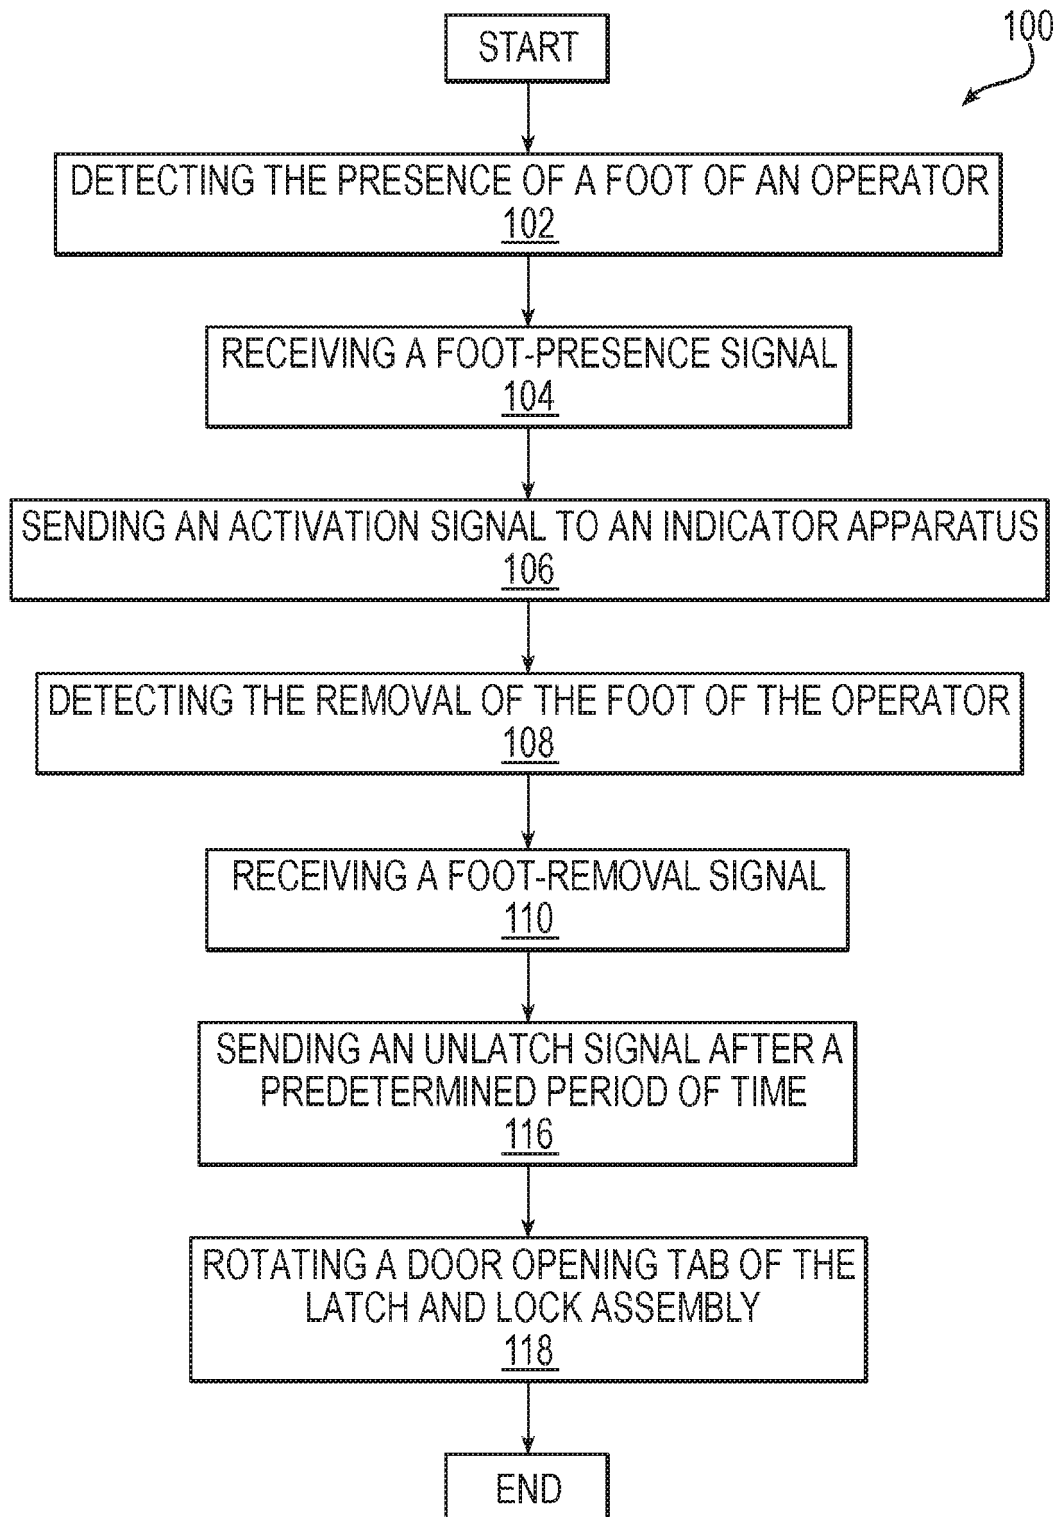 START
100
DETECTING THE PRESENCE OF A FOOT OF AN OPERATOR
102
RECEIVING A FOOT-PRESENCE SIGNAL
104
SENDING AN ACTIVATION SIGNAL TO AN INDICATOR APPARATUS
106
DETECTING THE REMOVAL OF THE FOOT OF THE OPERATOR
108
RECEIVING A FOOT-REMOVAL SIGNAL
110
SENDING AN UNLATCH SIGNAL AFTER A
PREDETERMINED PERIOD OF TIME
116
ROTATING A DOOR OPENING TAB OF THE
LATCH AND LOCK ASSEMBLY
118
END